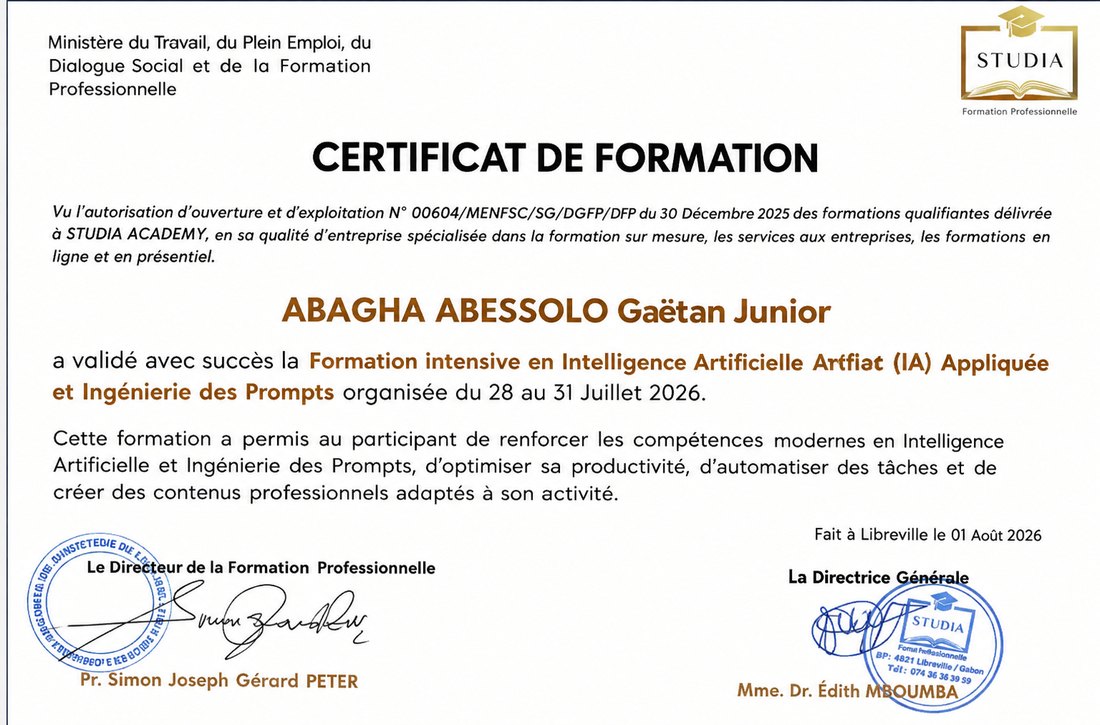 Ministère du Travail, du Plein Emploi, du
Dialogue Social et de la Formation
Professionnelle
STUDIA
Formation Professionnelle
CERTIFICAT DE FORMATION
Vu l'autorisation d'ouverture et d'exploitation N° 00604/MENFSC/SG/DGFP/DFP du 30 Décembre 2025 des formations qualifiantes délivrée
à STUDIA ACADEMY, en sa qualité d'entreprise spécialisée dans la formation sur mesure, les services aux entreprises, les formations en
ligne et en présentiel.
ABAGHA ABESSOLO Gaëtan Junior
a validé avec succès la Formation intensive en Intelligence Artificielle (IA) Appliquée
et Ingénierie des Prompts organisée du 28 au 31 Juillet 2026.
Cette formation a permis au participant de renforcer les compétences modernes en Intelligence
Artificielle et Ingénierie des Prompts, d'optimiser sa productivité, d'automatiser des tâches et de
créer des contenus professionnels adaptés à son activité.
Fait à Libreville le 01 Août 2026
Le Directeur de la Formation Professionnelle
La Directrice Générale
STUDIA
BP: 4821 Libreville / Gabon
074 36 36 39 59
Pr. Simon Joseph Gérard PETER
Mme. Dr. Édith MBOUMBA